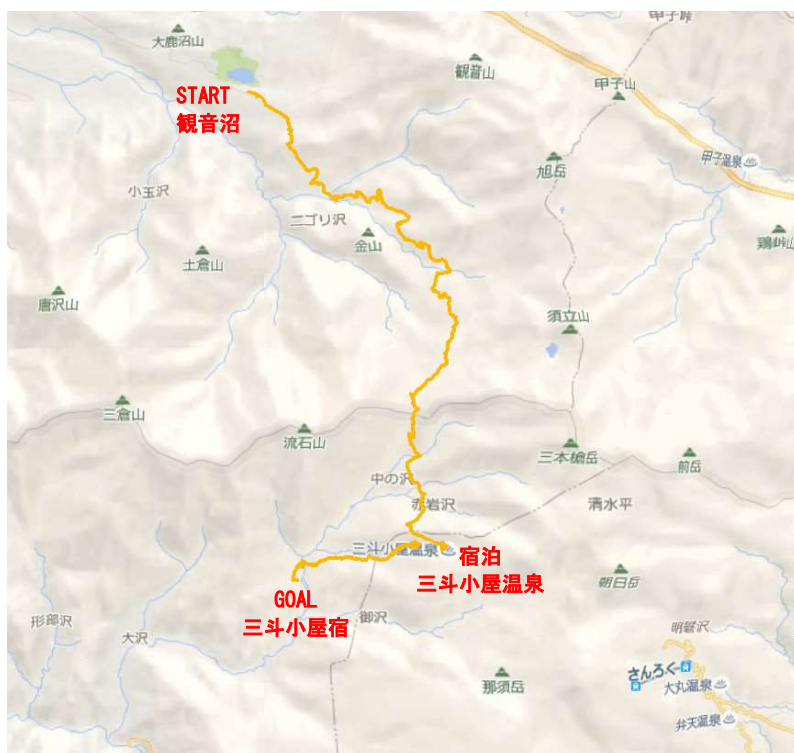 甲子峠
大鹿沼山
観音山
START
観音沼
甲子山
甲子温泉
旭岳
小玉沢
ニゴリ沢
金山
鶏峠山
土倉山
唐沢山
須立山
三倉山
流石山
三本槍岳
前岳
中の沢
赤岩沢
清水平
三斗小屋温泉
宿泊
三斗小屋温泉
朝日岳
GOAL
三斗小屋宿
御沢
形部沢
大沢
明礬沢
那須岳
さんろく
大丸温泉
弁天温泉